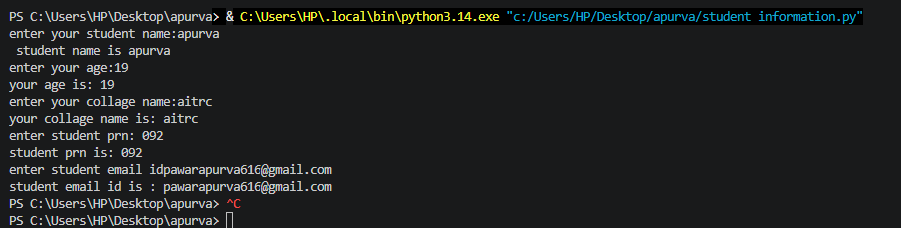 PS C:\Users\HP\Desktop\apurva> & C:\Users\HP\.local\bin\python3.14.exe "c:/Users/HP/Desktop/apurva/student information.py"
enter your student name:apurva
 student name is apurva
enter your age:19
your age is: 19
enter your collage name:aitrc
your collage name is: aitrc
enter student prn: 092
student prn is: 092
enter student email idpawarapurva616@gmail.com
student email id is : pawarapurva616@gmail.com
PS C:\Users\HP\Desktop\apurva> ^C
PS C:\Users\HP\Desktop\apurva>